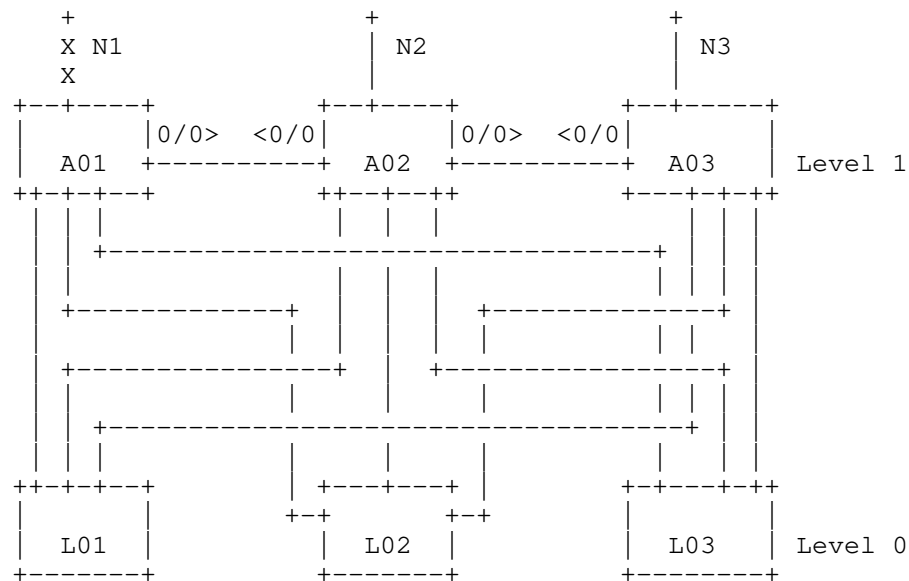 X N1 N2 N3
X
0/0> <0/0 0/0> <0/0
A01 A02 A03 Level 1
L01 L02 L03 Level 0